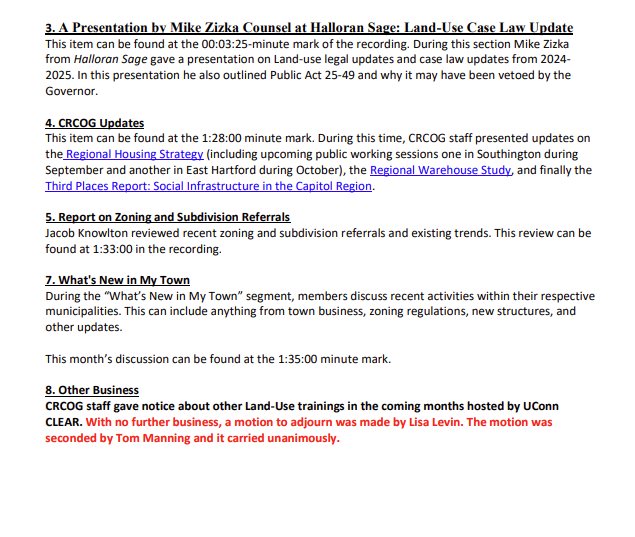 3. A Presentation by Mike Zizka Counsel at Halloran Sage: Land-Use Case Law Update
This item can be found at the 00:03:25-minute mark of the recording. During this section Mike Zizka
from Halloran Sage gave a presentation on Land-use legal updates and case law updates from 2024-
2025. In this presentation he also outlined Public Act 25-49 and why it may have been vetoed by the
Governor.
4. CRCOG Updates
This item can be found at the 1:28:00 minute mark. During this time, CRCOG staff presented updates on
the Regional Housing Strategy (including upcoming public working sessions one in Southington during
September and another in East Hartford during October), the Regional Warehouse Study, and finally the
Third Places Report: Social Infrastructure in the Capitol Region.
5. Report on Zoning and Subdivision Referrals
Jacob Knowlton reviewed recent zoning and subdivision referrals and existing trends. This review can be
found at 1:33:00 in the recording.
7. What's New in My Town
During the “What’s New in My Town” segment, members discuss recent activities within their respective
municipalities. This can include anything from town business, zoning regulations, new structures, and
other updates.
This month’s discussion can be found at the 1:35:00 minute mark.
8. Other Business
CRCOG staff gave notice about other Land-Use trainings in the coming months hosted by UConn
CLEAR. With no further business, a motion to adjourn was made by Lisa Levin. The motion was
seconded by Tom Manning and it carried unanimously.